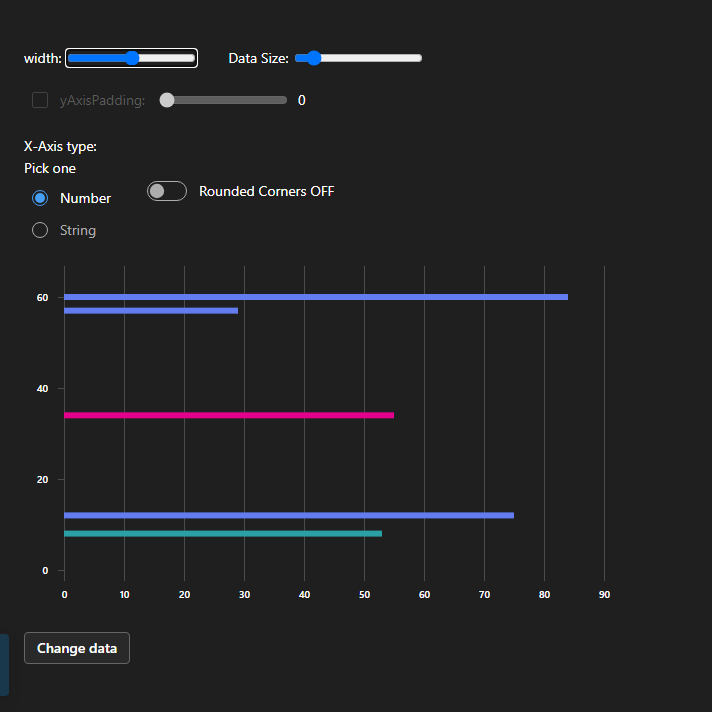 width: Data Size:
yAxisPadding: 0
X-Axis type:
Pick one
Number Rounded Corners OFF
String
60
40
20
0
0 10 20 30 40 50 60 70 80 90
Change data